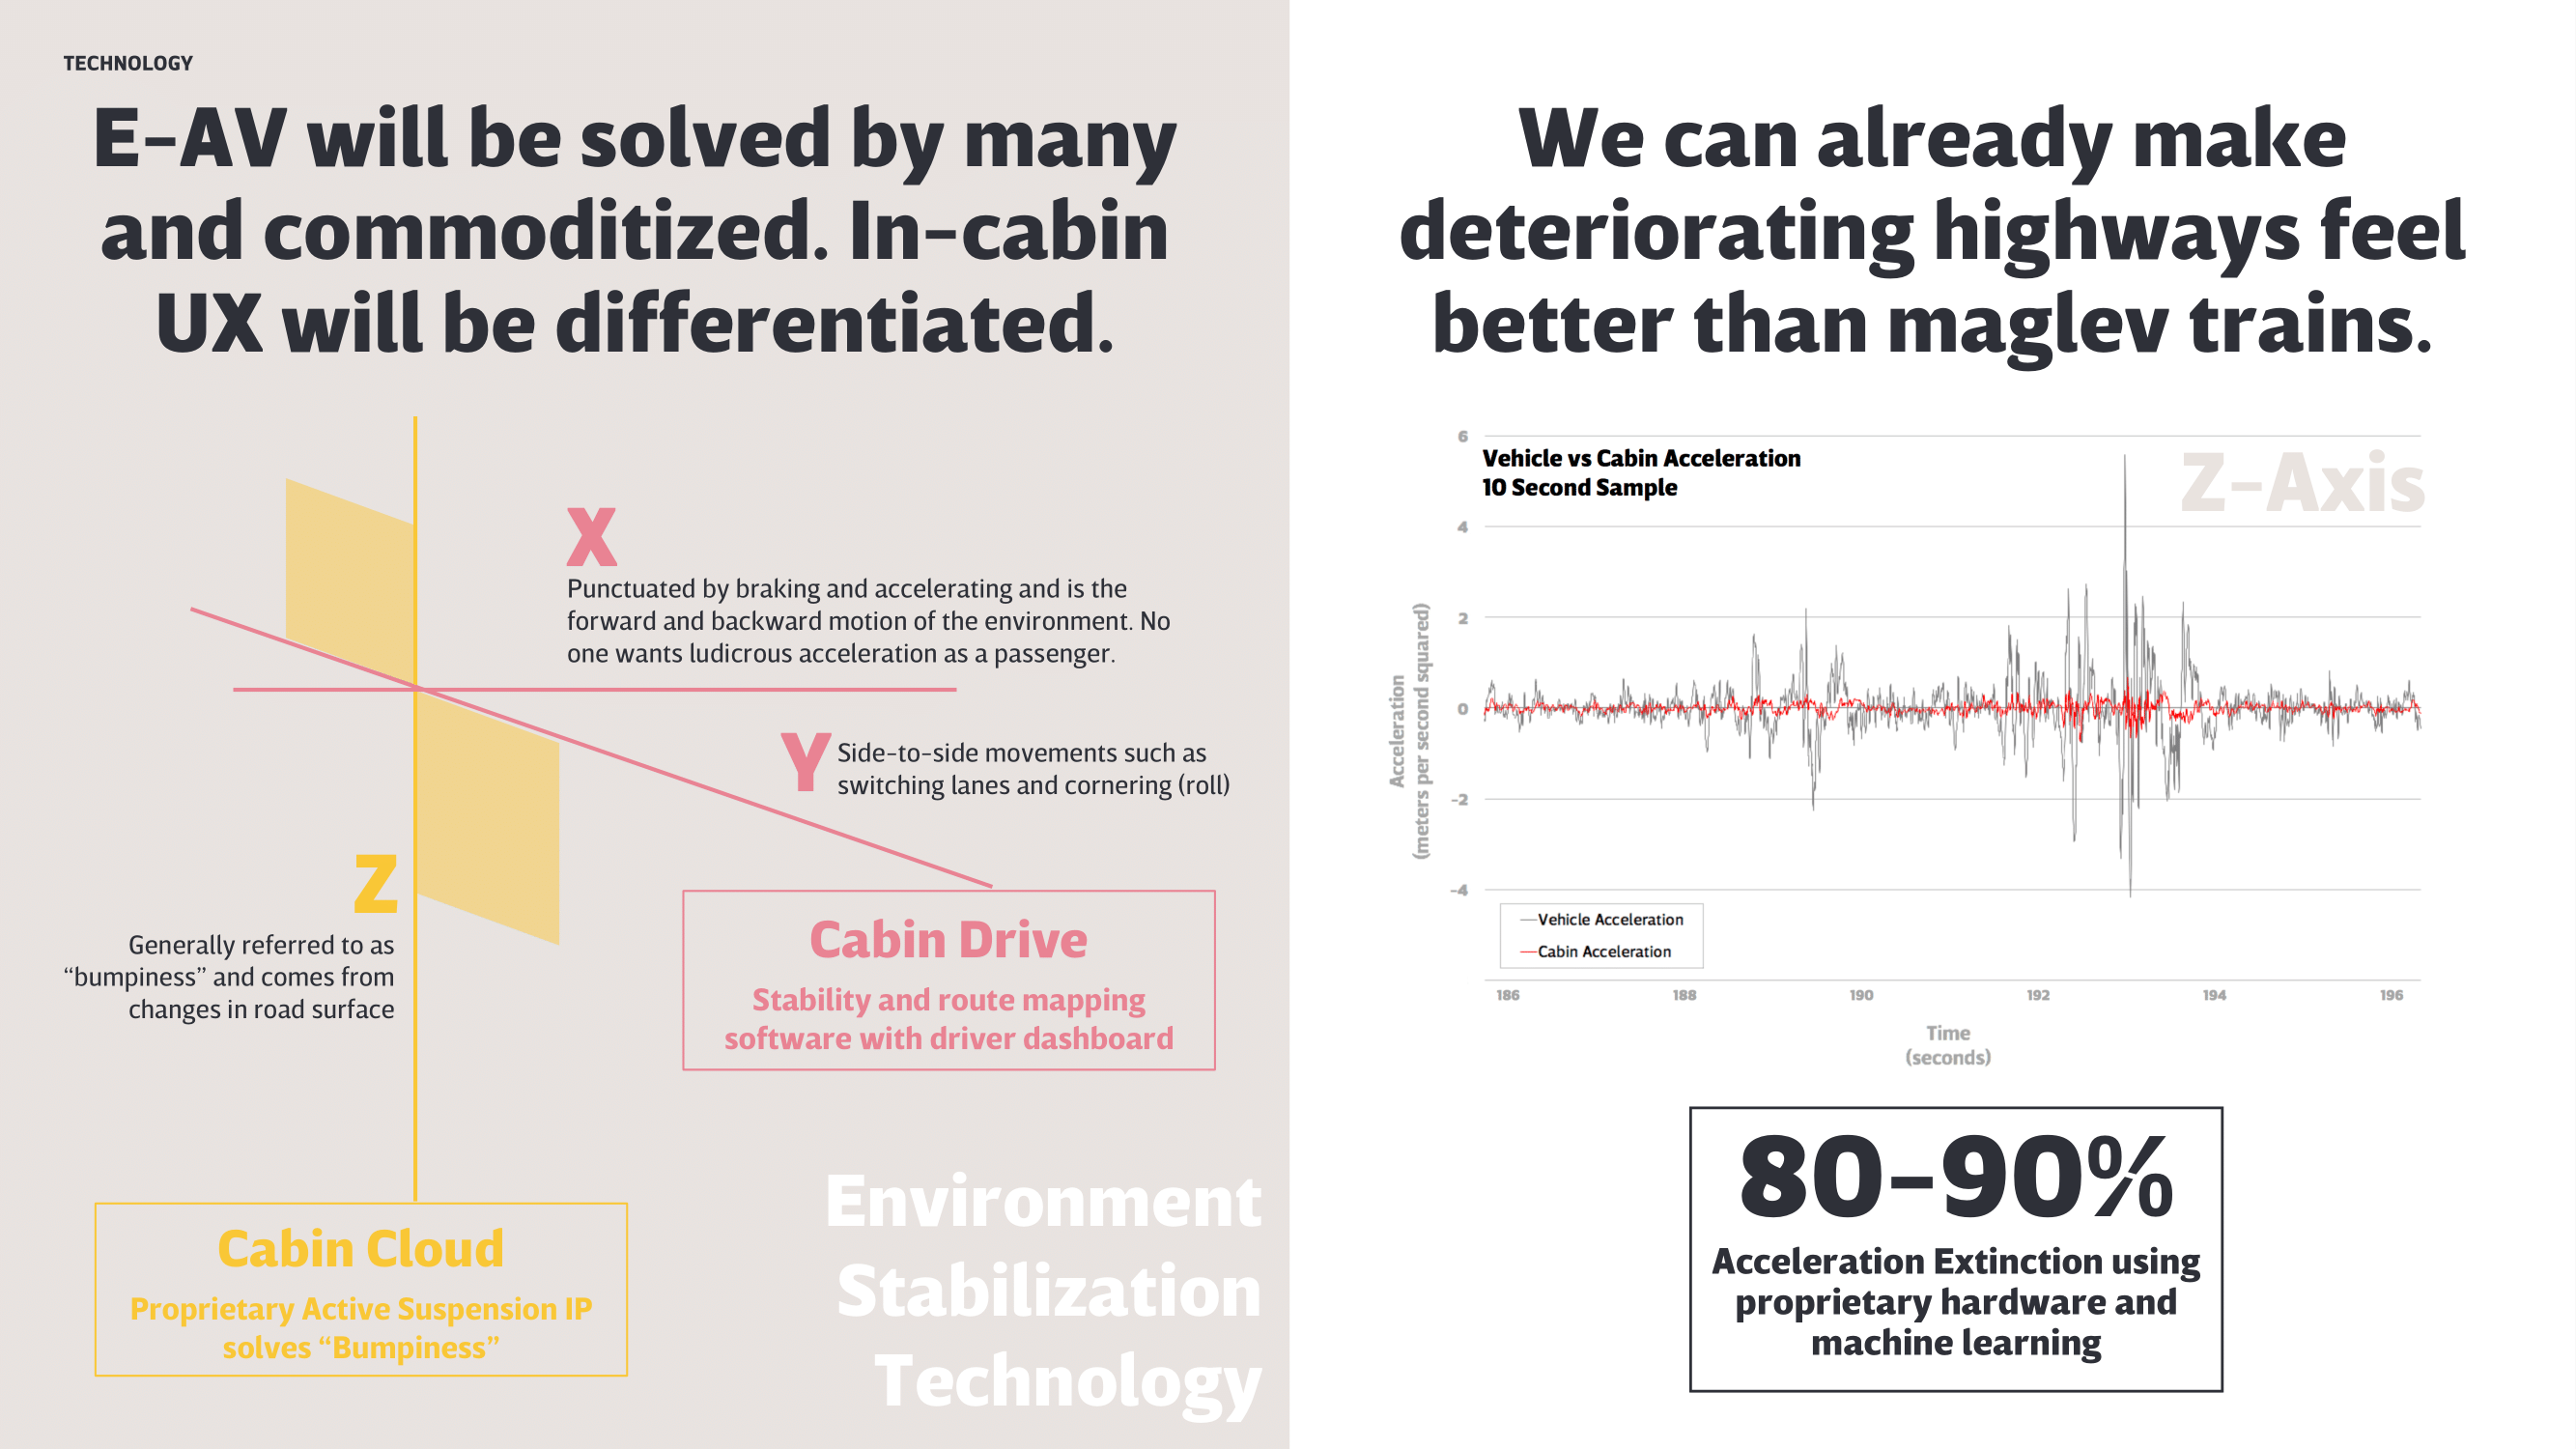 TECHNOLOGY
E-AV will be solved by many
and commoditized. In-cabin
UX will be differentiated.
X
Punctuated by braking and accelerating and is the
forward and backward motion of the environment. No
one wants ludicrous acceleration as a passenger.
Y
Side-to-side movements such as
switching lanes and cornering (roll)
Z
Generally referred to as
“bumpiness” and comes from
changes in road surface
Cabin Drive
Stability and route mapping
software with driver dashboard
Cabin Cloud
Proprietary Active Suspension IP
solves “Bumpiness”
Environment
Stabilization
Technology
We can already make
deteriorating highways feel
better than maglev trains.
Vehicle vs Cabin Acceleration
10 Second Sample
Z-Axis
Acceleration
(meters per second squared)
6
4
2
0
-2
-4
Vehicle Acceleration
Cabin Acceleration
186 188 190 192 194 196
Time
(seconds)
80-90%
Acceleration Extinction using
proprietary hardware and
machine learning